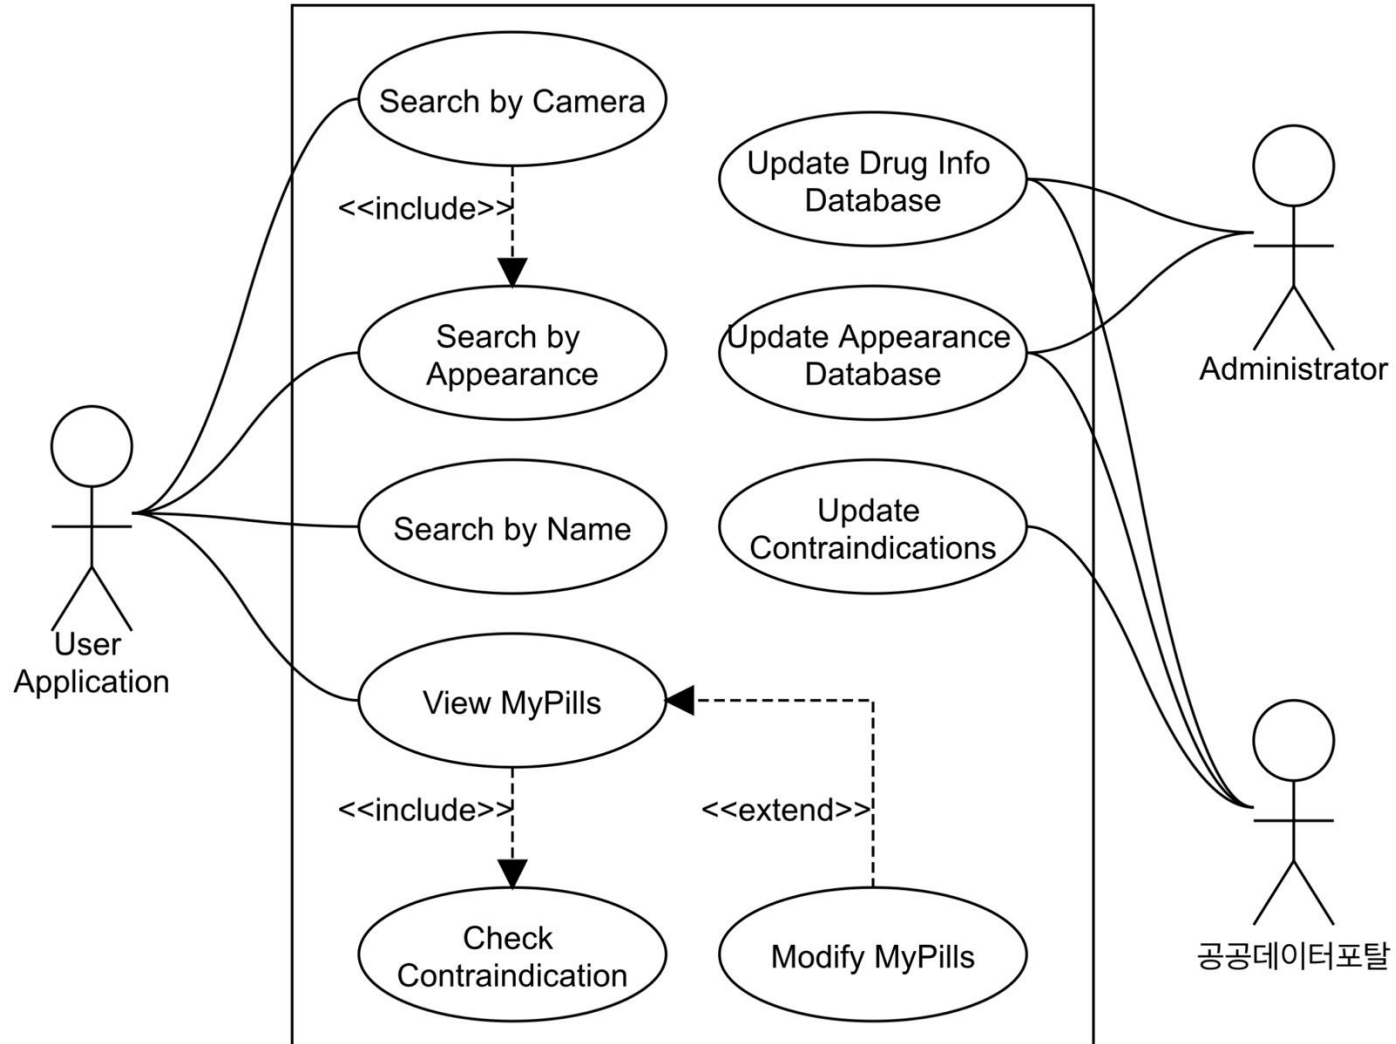 Search by Camera
<<include>>
Search by
Appearance
Search by Name
View MyPills
<<include>>
Check
Contraindication
Update Drug Info
Database
Update Appearance
Database
Update
Contraindications
<<extend>>
Modify MyPills
User
Application
Administrator
공공데이터포탈